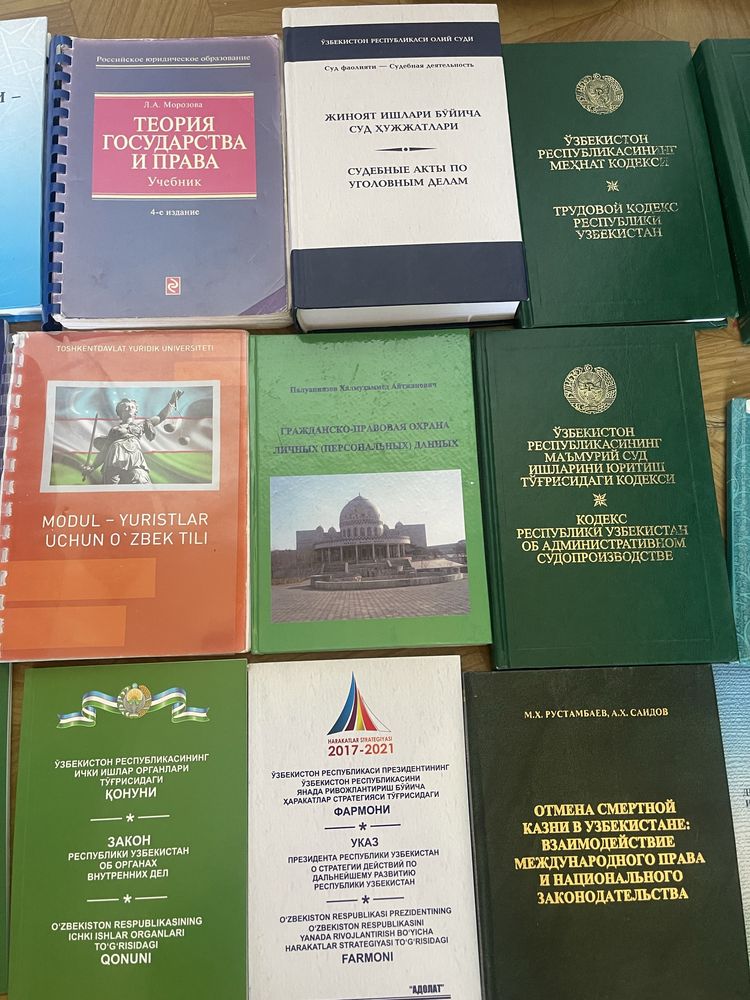 И –
Российское юридическое образование
Л.А. Морозова
ТЕОРИЯ
ГОСУДАРСТВА
И ПРАВА
Учебник
4-е издание
ЎЗБЕКИСТОН РЕСПУБЛИКАСИ ОЛИЙ СУДИ
Суд фаолияти — Судебная деятельность
ЖИНОЯТ ИШЛАРИ БЎЙИЧА
СУД ҲУЖЖАТЛАРИ
СУДЕБНЫЕ АКТЫ ПО
УГОЛОВНЫМ ДЕЛАМ
ЎЗБЕКИСТОН
РЕСПУБЛИКАСИНИНГ
МЕҲНАТ КОДЕКСИ
ТРУДОВОЙ КОДЕКС
РЕСПУБЛИКИ
УЗБЕКИСТАН
TOSHKENTDAVLAT YURIDIK UNIVERSITETI
MODUL – YURISTLAR
UCHUN O`ZBEK TILI
Палуаниязов Халмухаммед Айтжанович
ГРАЖДАНСКО-ПРАВОВАЯ ОХРАНА
ЛИЧНЫХ (ПЕРСОНАЛЬНЫХ) ДАННЫХ
ЎЗБЕКИСТОН
РЕСПУБЛИКАСИНИНГ
МАЪМУРИЙ СУД
ИШЛАРИНИ ЮРИТИШ
ТЎҒРИСИДАГИ КОДЕКСИ
КОДЕКС
РЕСПУБЛИКИ УЗБЕКИСТАН
ОБ АДМИНИСТРАТИВНОМ
СУДОПРОИЗВОДСТВЕ
ЎЗБЕКИСТОН РЕСПУБЛИКАСИНИНГ
ИЧКИ ИШЛАР ОРГАНЛАРИ
ТЎҒРИСИДАГИ
ҚОНУНИ
ЗАКОН
РЕСПУБЛИКИ УЗБЕКИСТАН
ОБ ОРГАНАХ
ВНУТРЕННИХ ДЕЛ
O'ZBEKISTON RESPUBLIKASINING
ICHKI ISHLAR ORGANLARI
TO'G'RISIDAGI
QONUNI
HARAKATLAR STRATEGIYASI
2017-2021
ЎЗБЕКИСТОН РЕСПУБЛИКАСИ ПРЕЗИДЕНТИНИНГ
ЎЗБЕКИСТОН РЕСПУБЛИКАСИНИ
ЯНАДА РИВОЖЛАНТИРИШ БЎЙИЧА
ҲАРАКАТЛАР СТРАТЕГИЯСИ ТЎҒРИСИДАГИ
ФАРМОНИ
УКАЗ
ПРЕЗИДЕНТА РЕСПУБЛИКИ УЗБЕКИСТАН
О СТРАТЕГИИ ДЕЙСТВИЙ ПО
ДАЛЬНЕЙШЕМУ РАЗВИТИЮ
РЕСПУБЛИКИ УЗБЕКИСТАН
O'ZBEKISTON RESPUBLIKASI PREZIDENTINING
O'ZBEKISTON RESPUBLIKASINI
YANADA RIVOJLANTIRISH BO'YICHA
HARAKATLAR STRATEGIYASI TO'G'RISIDAGI
FARMONI
"АДОЛАТ"
М.Х. РУСТАМБАЕВ, А.Х. САИДОВ
ОТМЕНА СМЕРТНОЙ
КАЗНИ В УЗБЕКИСТАНЕ:
ВЗАИМОДЕЙСТВИЕ
МЕЖДУНАРОДНОГО ПРАВА
И НАЦИОНАЛЬНОГО
ЗАКОНОДАТЕЛЬСТВА